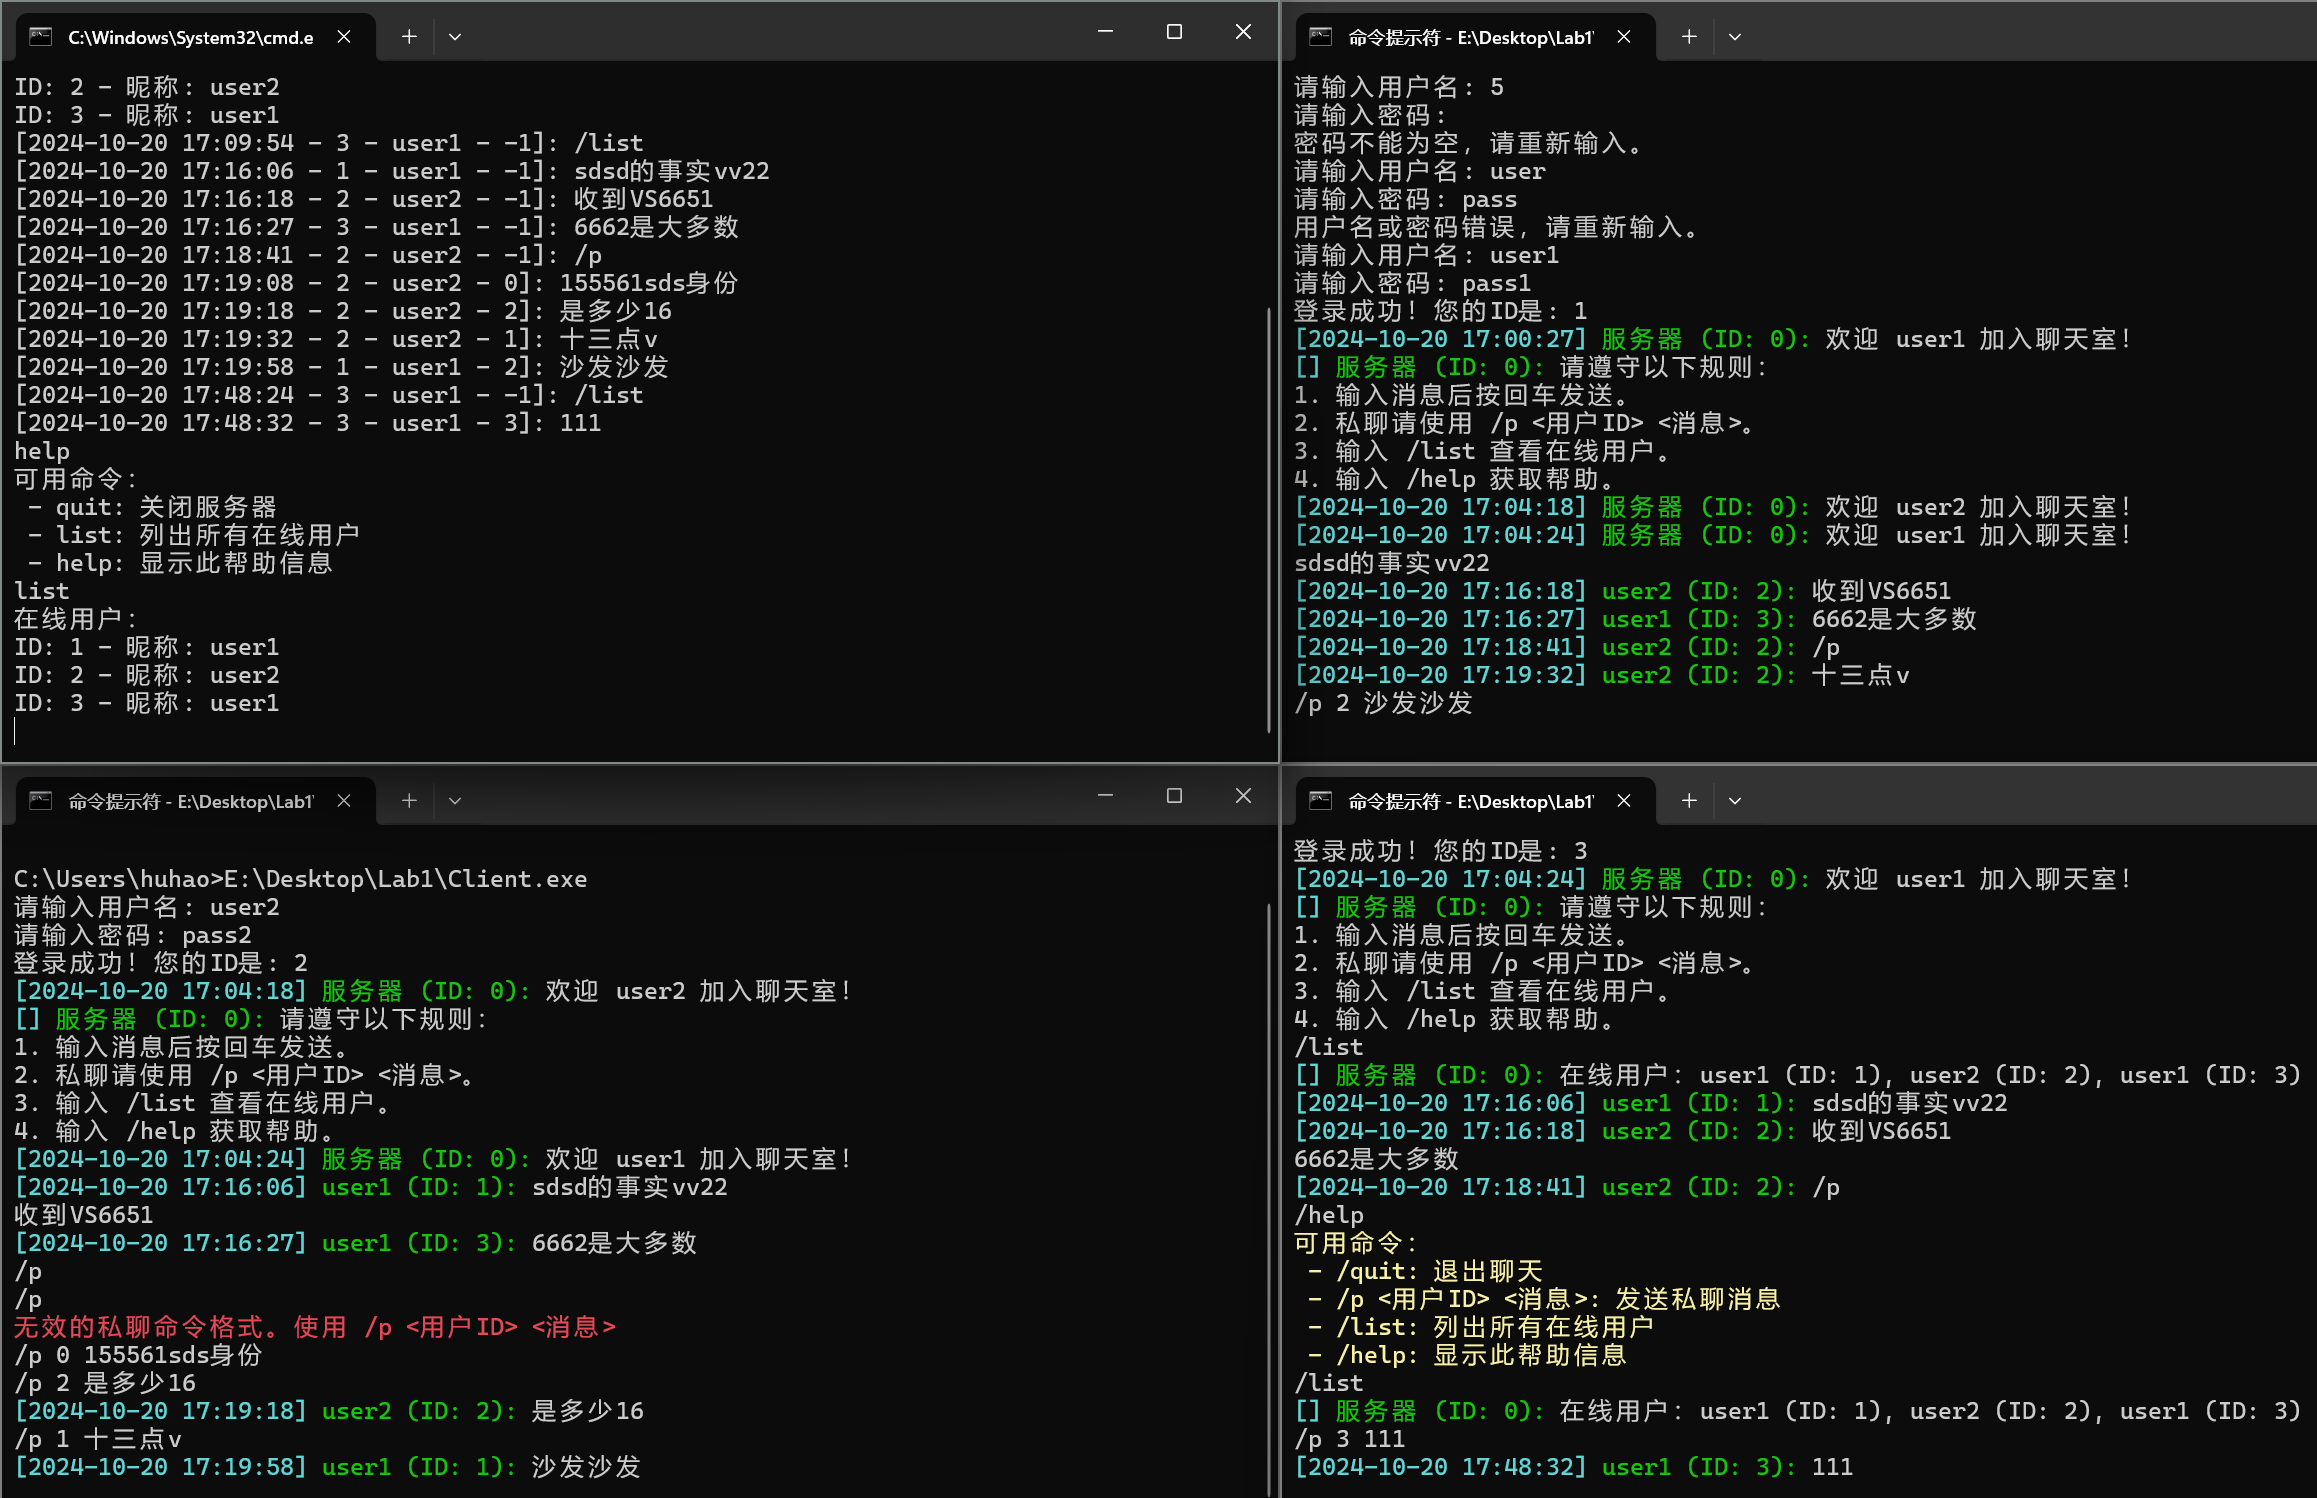 C:\Windows\System32\cmd.e
ID: 2 - 昵称: user2
ID: 3 - 昵称: user1
[2024-10-20 17:09:54 - 3 - user1 - -1]: /list
[2024-10-20 17:16:06 - 1 - user1 - -1]: sdsd的事实vv22
[2024-10-20 17:16:18 - 2 - user2 - -1]: 收到VS6651
[2024-10-20 17:16:27 - 3 - user1 - -1]: 6662是大多数
[2024-10-20 17:18:41 - 2 - user2 - -1]: /p
[2024-10-20 17:19:08 - 2 - user2 - 0]: 155561sds身份
[2024-10-20 17:19:18 - 2 - user2 - 2]: 是多少16
[2024-10-20 17:19:32 - 2 - user2 - 1]: 十三点v
[2024-10-20 17:19:58 - 1 - user1 - 2]: 沙发沙发
[2024-10-20 17:48:24 - 3 - user1 - -1]: /list
[2024-10-20 17:48:32 - 3 - user1 - 3]: 111
help
可用命令:
- quit: 关闭服务器
- list: 列出所有在线用户
- help: 显示此帮助信息
list
在线用户:
ID: 1 - 昵称: user1
ID: 2 - 昵称: user2
ID: 3 - 昵称: user1
命令提示符 - E:\Desktop\Lab1\
请输入用户名: 5
请输入密码:
密码不能为空，请重新输入。
请输入用户名: user
请输入密码: pass
用户名或密码错误，请重新输入。
请输入用户名: user1
请输入密码: pass1
登录成功！您的ID是: 1
[2024-10-20 17:00:27] 服务器 (ID: 0): 欢迎 user1 加入聊天室！
[] 服务器 (ID: 0): 请遵守以下规则:
1. 输入消息后按回车发送。
2. 私聊请使用 /p <用户ID> <消息>。
3. 输入 /list 查看在线用户。
4. 输入 /help 获取帮助。
[2024-10-20 17:04:18] 服务器 (ID: 0): 欢迎 user2 加入聊天室！
[2024-10-20 17:04:24] 服务器 (ID: 0): 欢迎 user1 加入聊天室！
sdsd的事实vv22
[2024-10-20 17:16:18] user2 (ID: 2): 收到VS6651
[2024-10-20 17:16:27] user1 (ID: 3): 6662是大多数
[2024-10-20 17:18:41] user2 (ID: 2): /p
[2024-10-20 17:19:32] user2 (ID: 2): 十三点v
/p 2 沙发沙发
命令提示符 - E:\Desktop\Lab1\
C:\Users\huhao>E:\Desktop\Lab1\Client.exe
请输入用户名: user2
请输入密码: pass2
登录成功！您的ID是: 2
[2024-10-20 17:04:18] 服务器 (ID: 0): 欢迎 user2 加入聊天室！
[] 服务器 (ID: 0): 请遵守以下规则:
1. 输入消息后按回车发送。
2. 私聊请使用 /p <用户ID> <消息>。
3. 输入 /list 查看在线用户。
4. 输入 /help 获取帮助。
[2024-10-20 17:04:24] 服务器 (ID: 0): 欢迎 user1 加入聊天室！
[2024-10-20 17:16:06] user1 (ID: 1): sdsd的事实vv22
收到VS6651
[2024-10-20 17:16:27] user1 (ID: 3): 6662是大多数
/p
/p
无效的私聊命令格式。使用 /p <用户ID> <消息>
/p 0 155561sds身份
/p 2 是多少16
[2024-10-20 17:19:18] user2 (ID: 2): 是多少16
/p 1 十三点v
[2024-10-20 17:19:58] user1 (ID: 1): 沙发沙发
命令提示符 - E:\Desktop\Lab1\
登录成功！您的ID是: 3
[2024-10-20 17:04:24] 服务器 (ID: 0): 欢迎 user1 加入聊天室！
[] 服务器 (ID: 0): 请遵守以下规则:
1. 输入消息后按回车发送。
2. 私聊请使用 /p <用户ID> <消息>。
3. 输入 /list 查看在线用户。
4. 输入 /help 获取帮助。
/list
[] 服务器 (ID: 0): 在线用户: user1 (ID: 1), user2 (ID: 2), user1 (ID: 3)
[2024-10-20 17:16:06] user1 (ID: 1): sdsd的事实vv22
[2024-10-20 17:16:18] user2 (ID: 2): 收到VS6651
6662是大多数
[2024-10-20 17:18:41] user2 (ID: 2): /p
/help
可用命令:
- /quit: 退出聊天
- /p <用户ID> <消息>: 发送私聊消息
- /list: 列出所有在线用户
- /help: 显示此帮助信息
/list
[] 服务器 (ID: 0): 在线用户: user1 (ID: 1), user2 (ID: 2), user1 (ID: 3)
/p 3 111
[2024-10-20 17:48:32] user1 (ID: 3): 111